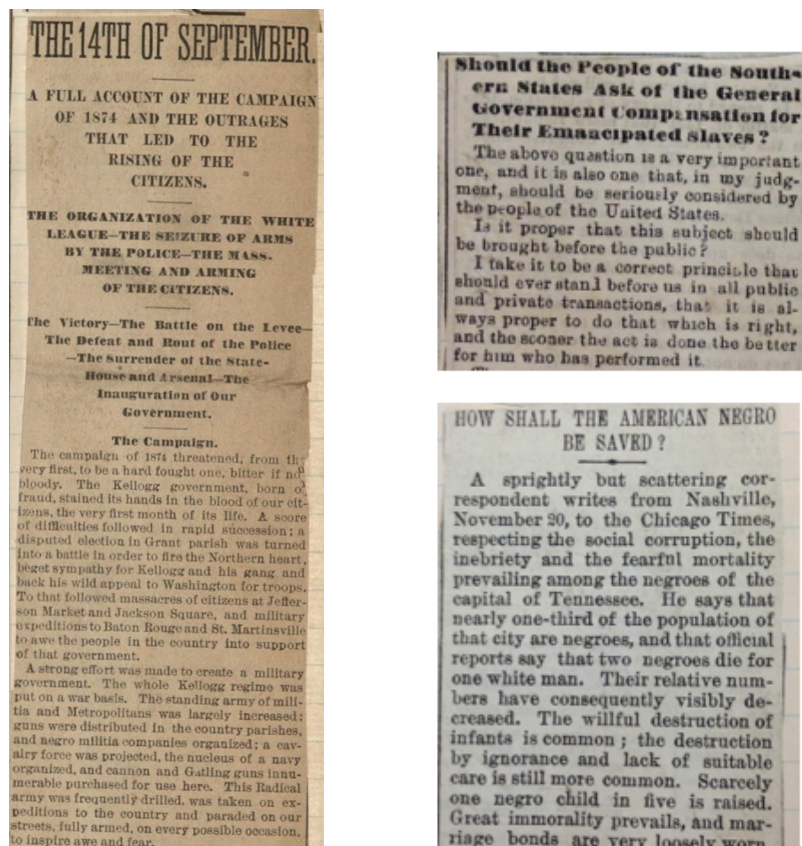 THE 14TH OF SEPTEMBER.
A FULL ACCOUNT OF THE CAMPAIGN
OF 1874 AND THE OUTRAGES
THAT LED TO THE
RISING OF THE
CITIZENS.
THE ORGANIZATION OF THE WHITE
LEAGUE—THE SEIZURE OF ARMS
BY THE POLICE—THE MASS-
MEETING AND ARMING
OF THE CITIZENS.
The Victory—The Battle on the Levee—
The Defeat and Rout of the Police
—The Surrender of the State-
House and Arsenal—The
Inauguration of Our
Government.
The Campaign.
The campaign of 1874 threatened, from th
very first, to be a hard fought one, bitter if no
bloody. The Kellogg government, born o
fraud, stained its hands in the blood of our cit-
izens, the very first month of its life. A score
of difficulties followed in rapid succession; a
disputed election in Grant parish was turned
into a battle in order to fire the Northern heart,
beget sympathy for Kellogg and his gang and
back his wild appeal to Washington for troops.
To that followed massacres of citizens at Jeffer-
son Market and Jackson Square, and military
expeditions to Baton Rouge and St. Martinsville
to awe the people in the country into support
of that government.
A strong effort was made to create a military
government. The whole Kellogg regime was
put on a war basis. The standing army of mili-
tia and Metropolitans was largely increased;
guns were distributed in the country parishes,
and negro militia companies organized; a cav-
alry force was projected, the nucleus of a navy
organized, and cannon and Gatling guns innu-
merable purchased for use here. This Radical
army was frequently drilled, was taken on ex-
peditions to the country and paraded on our
streets, fully armed, on every possible occasion,
to inspire awe and fear.
Should the People of the South-
ern States Ask of the General
Government Compensation for
Their Emancipated slaves?
The above question is a very important
one, and it is also one that, in my judg-
ment, should be seriously considered by
the people of the United States.
Is it proper that this subject should
be brought before the public?
I take it to be a correct principle that
should ever stand before us in all public
and private transactions, that it is al-
ways proper to do that which is right,
and the sooner the act is done the better
for him who has performed it.
HOW SHALL THE AMERICAN NEGRO
BE SAVED?
A sprightly but scattering cor-
respondent writes from Nashville,
November 20, to the Chicago Times,
respecting the social corruption, the
inebriety and the fearful mortality
prevailing among the negroes of the
capital of Tennessee. He says that
nearly one-third of the population of
that city are negroes, and that official
reports say that two negroes die for
one white man. Their relative num-
bers have consequently visibly de-
creased. The willful destruction of
infants is common; the destruction
by ignorance and lack of suitable
care is still more common. Scarcely
one negro child in five is raised.
Great immorality prevails, and mar-
riage bonds are very loosely worn